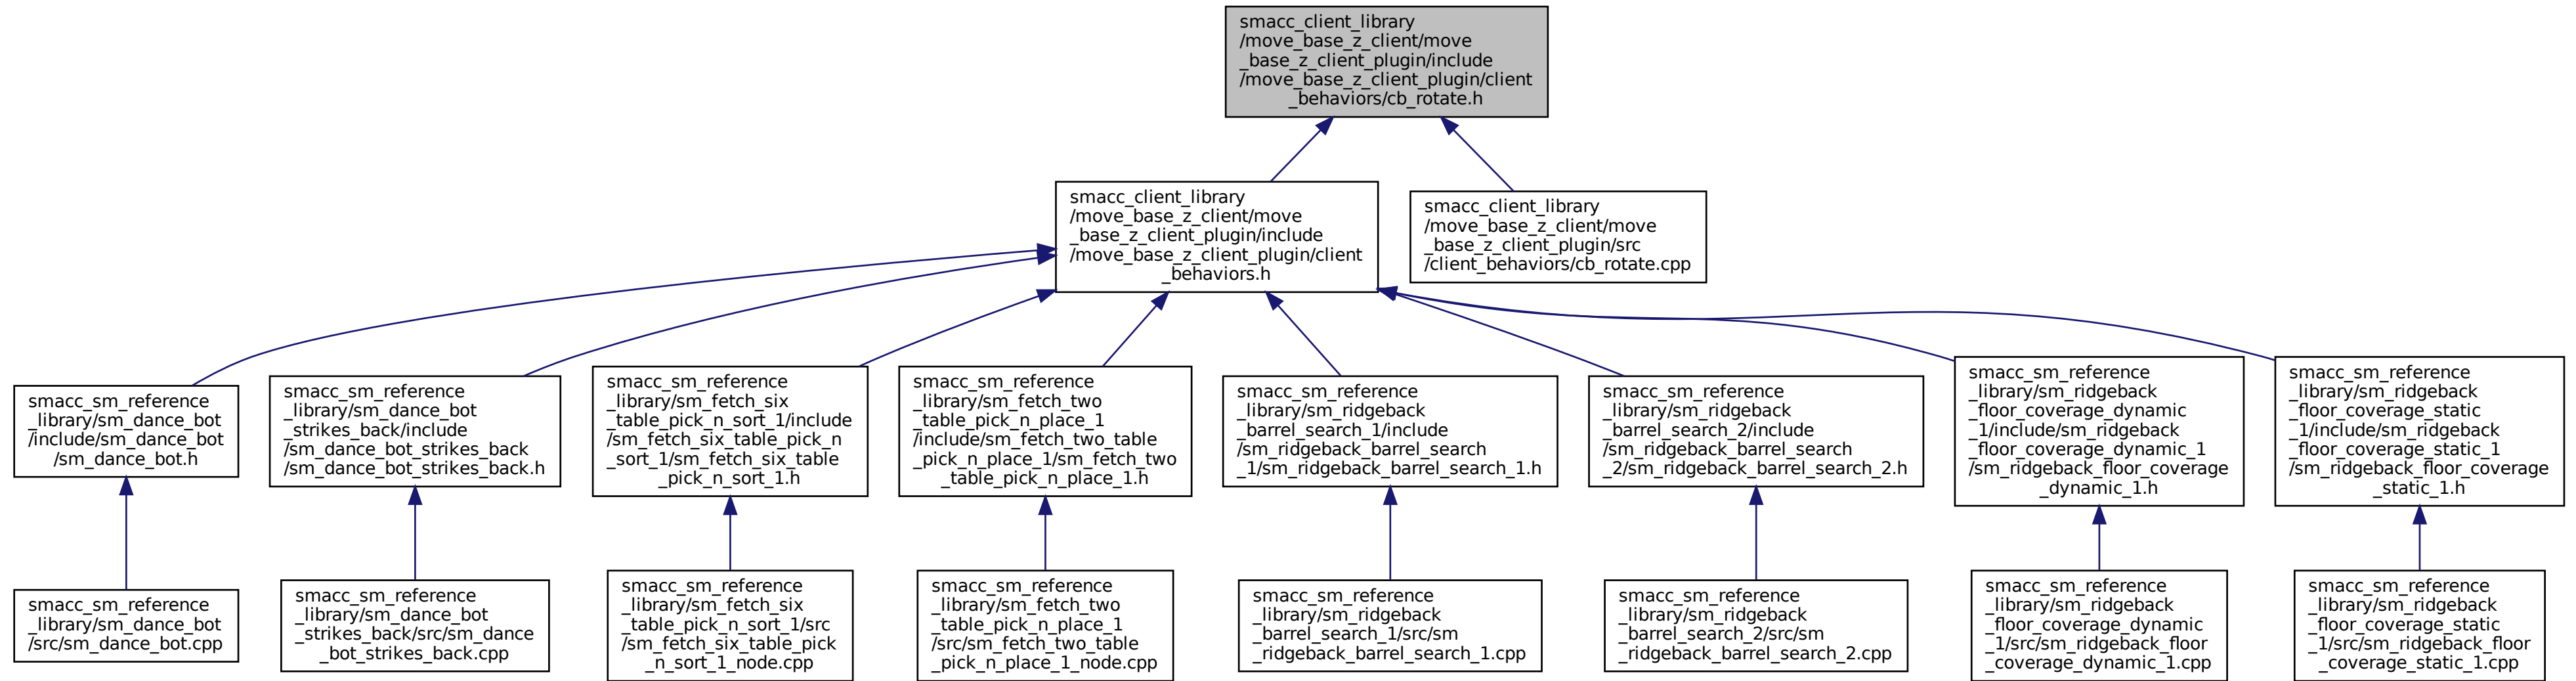 smacc_client_library
/move_base_z_client/move
_base_z_client_plugin/include
/move_base_z_client_plugin/client
_behaviors/cb_rotate.h
smacc_client_library
/move_base_z_client/move
_base_z_client_plugin/include
/move_base_z_client_plugin/client
_behaviors.h
smacc_client_library
/move_base_z_client/move
_base_z_client_plugin/src
/client_behaviors/cb_rotate.cpp
smacc_sm_reference
_library/sm_dance_bot
/include/sm_dance_bot
/sm_dance_bot.h
smacc_sm_reference
_library/sm_dance_bot
_strikes_back/include
/sm_dance_bot_strikes_back
/sm_dance_bot_strikes_back.h
smacc_sm_reference
_library/sm_fetch_six
_table_pick_n_sort_1/include
/sm_fetch_six_table_pick_n
_sort_1/sm_fetch_six_table
_pick_n_sort_1.h
smacc_sm_reference
_library/sm_fetch_two
_table_pick_n_place_1
/include/sm_fetch_two_table
_pick_n_place_1/sm_fetch_two
_table_pick_n_place_1.h
smacc_sm_reference
_library/sm_ridgeback
_barrel_search_1/include
/sm_ridgeback_barrel_search
_1/sm_ridgeback_barrel_search_1.h
smacc_sm_reference
_library/sm_ridgeback
_barrel_search_2/include
/sm_ridgeback_barrel_search
_2/sm_ridgeback_barrel_search_2.h
smacc_sm_reference
_library/sm_ridgeback
_floor_coverage_dynamic
_1/include/sm_ridgeback
_floor_coverage_dynamic_1
/sm_ridgeback_floor_coverage
_dynamic_1.h
smacc_sm_reference
_library/sm_ridgeback
_floor_coverage_static
_1/include/sm_ridgeback
_floor_coverage_static_1
/sm_ridgeback_floor_coverage
_static_1.h
smacc_sm_reference
_library/sm_dance_bot
/src/sm_dance_bot.cpp
smacc_sm_reference
_library/sm_dance_bot
_strikes_back/src/sm_dance
_bot_strikes_back.cpp
smacc_sm_reference
_library/sm_fetch_six
_table_pick_n_sort_1/src
/sm_fetch_six_table_pick
_n_sort_1_node.cpp
smacc_sm_reference
_library/sm_fetch_two
_table_pick_n_place_1
/src/sm_fetch_two_table
_pick_n_place_1_node.cpp
smacc_sm_reference
_library/sm_ridgeback
_barrel_search_1/src/sm
_ridgeback_barrel_search_1.cpp
smacc_sm_reference
_library/sm_ridgeback
_barrel_search_2/src/sm
_ridgeback_barrel_search_2.cpp
smacc_sm_reference
_library/sm_ridgeback
_floor_coverage_dynamic
_1/src/sm_ridgeback_floor
_coverage_dynamic_1.cpp
smacc_sm_reference
_library/sm_ridgeback
_floor_coverage_static
_1/src/sm_ridgeback_floor
_coverage_static_1.cpp